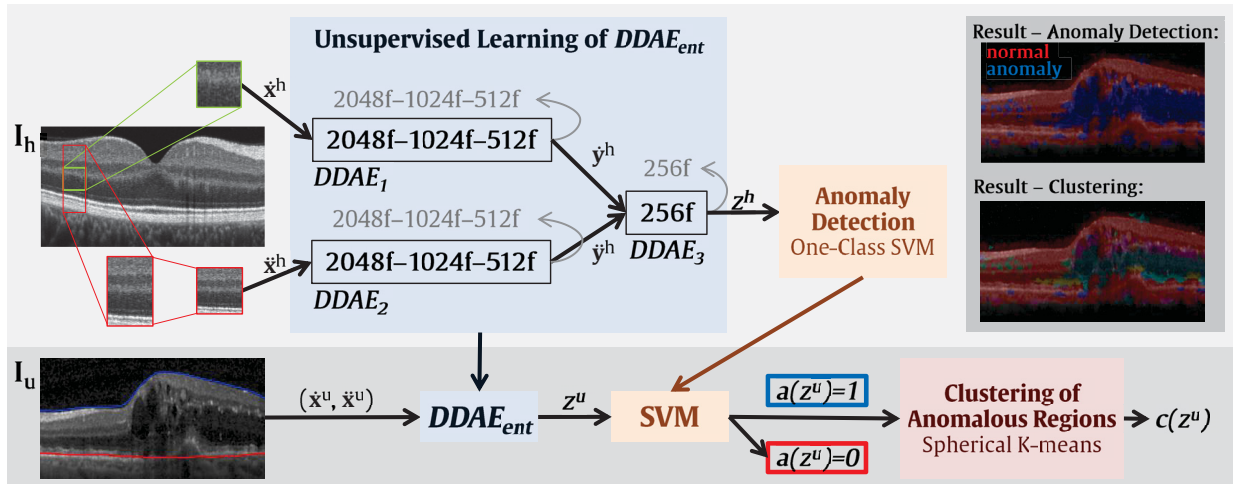 Unsupervised Learning of DDAEent
ẋʰ
Iₕ
2048f–1024f–512f
2048f–1024f–512f
DDAE₁
ẏʰ
2048f–1024f–512f
2048f–1024f–512f
DDAE₂
ẍʰ
ÿʰ
256f
256f
DDAE₃
zʰ
Anomaly
Detection
One-Class SVM
Result – Anomaly Detection:
normal
anomaly
Result – Clustering:
Iᵤ
(ẋᵘ, ẍᵘ)
DDAEent
zᵘ
SVM
a(zᵘ)=1
a(zᵘ)=0
Clustering of
Anomalous Regions
Spherical K-means
c(zᵘ)